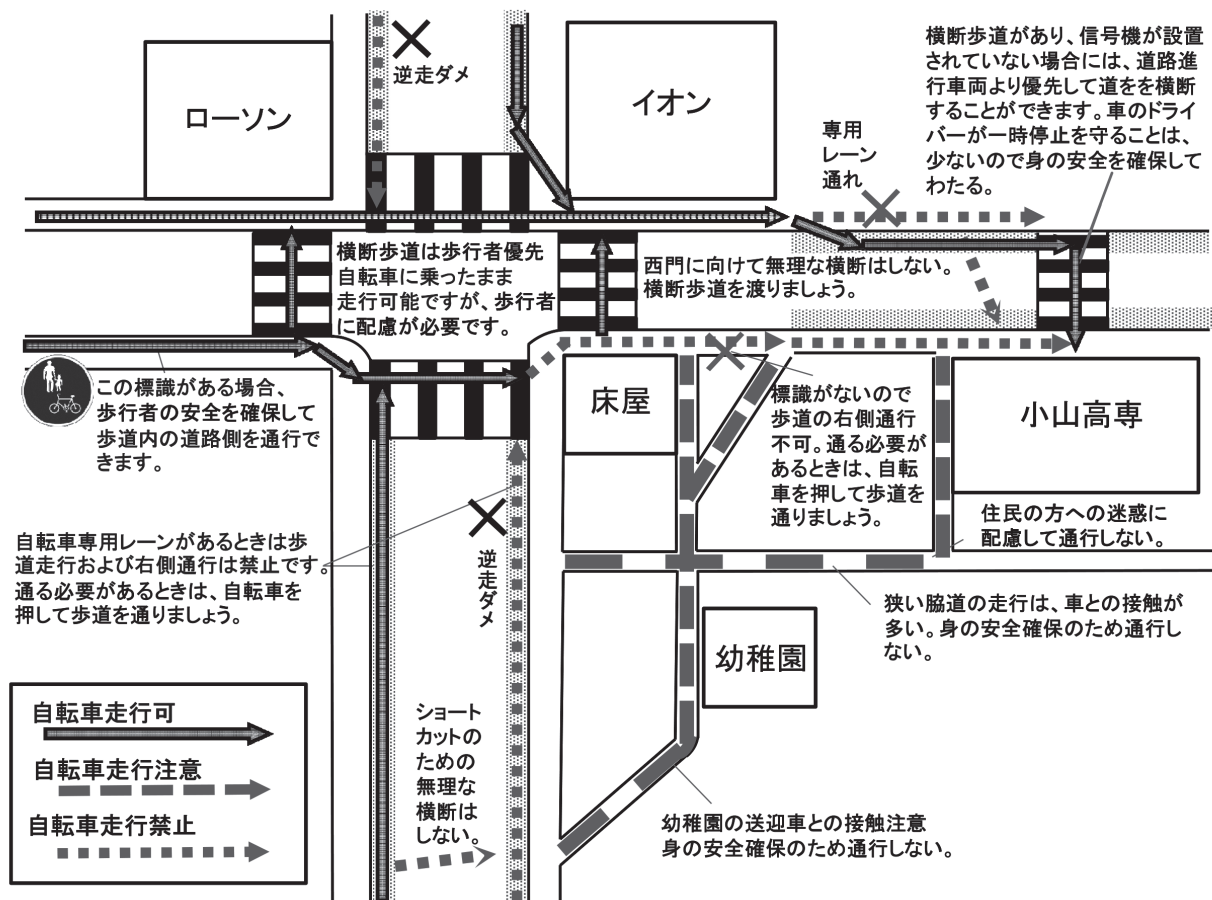 逆走ダメ
ローソン
イオン
横断歩道があり、信号機が設置
されていない場合には、道路進
行車両より優先して道をを横断
することができます。車のドライ
バーが一時停止を守ることは、
少ないので身の安全を確保して
わたる。
専用
レーン
通れ
横断歩道は歩行者優先
自転車に乗ったまま
走行可能ですが、歩行者
に配慮が必要です。
西門に向けて無理な横断はしない。
横断歩道を渡りましょう。
この標識がある場合、
歩行者の安全を確保して
歩道内の道路側を通行で
きます。
床屋
標識がないので
歩道の右側通行
不可。通る必要が
あるときは、自転
車を押して歩道を
通りましょう。
小山高専
住民の方への迷惑に
配慮して通行しない。
自転車専用レーンがあるときは歩
道走行および右側通行は禁止です。
通る必要があるときは、自転車を
押して歩道を通りましょう。
逆走ダメ
狭い脇道の走行は、車との接触が
多い。身の安全確保のため通行し
ない。
幼稚園
ショート
カットの
ための
無理な
横断は
しない。
幼稚園の送迎車との接触注意
身の安全確保のため通行しない。
自転車走行可
自転車走行注意
自転車走行禁止